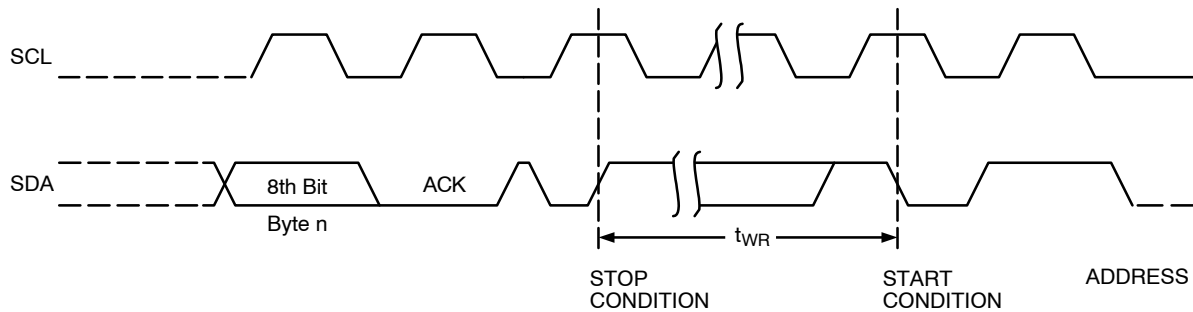 SCL
SDA
8th Bit
ACK
Byte n
tWR
STOP
CONDITION
START
CONDITION
ADDRESS